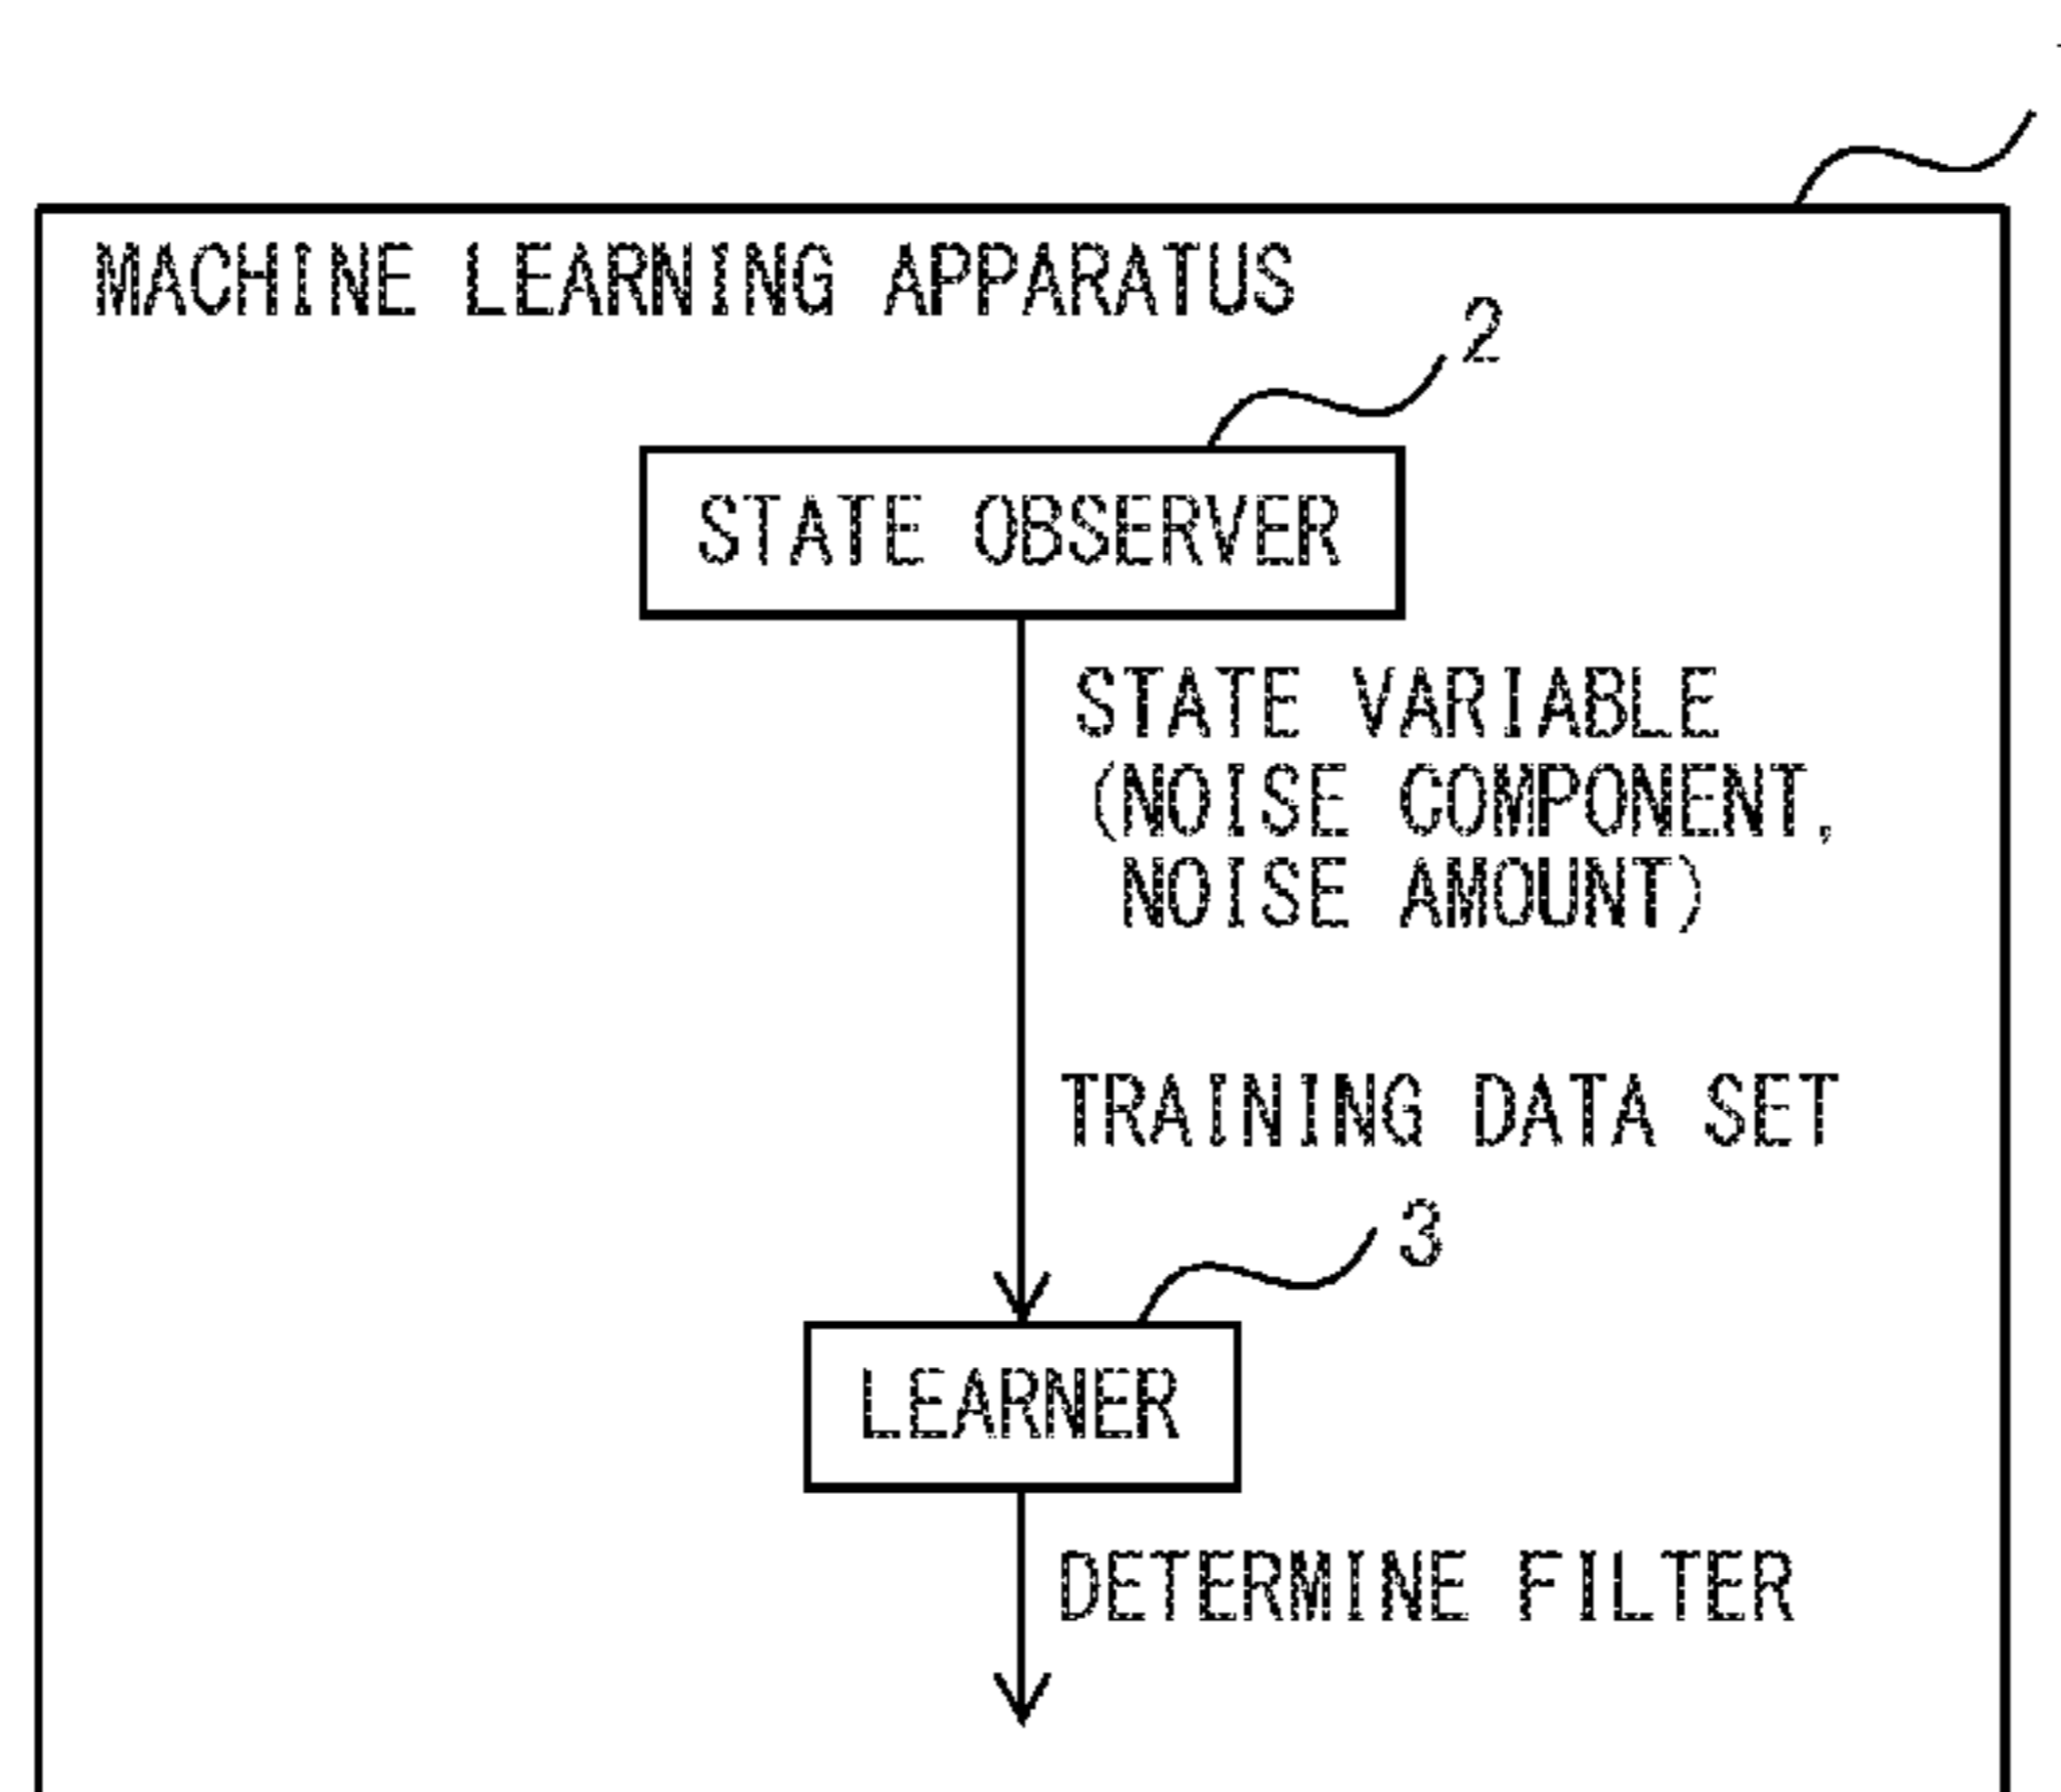 MACHINE LEARNING APPARATUS
2
STATE OBSERVER
STATE VARIABLE
(NOISE COMPONENT,
NOISE AMOUNT)
TRAINING DATA SET
3
LEARNER
DETERMINE FILTER